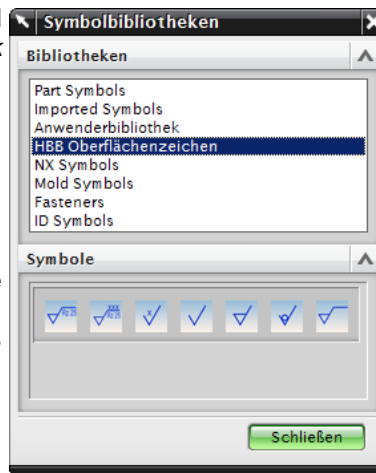 Symbolbibliotheken
Bibliotheken
Part Symbols
Imported Symbols
Anwenderbibliothek
HBB Oberflächenzeichen
NX Symbols
Mold Symbols
Fasteners
ID Symbols
Symbole
Schließen